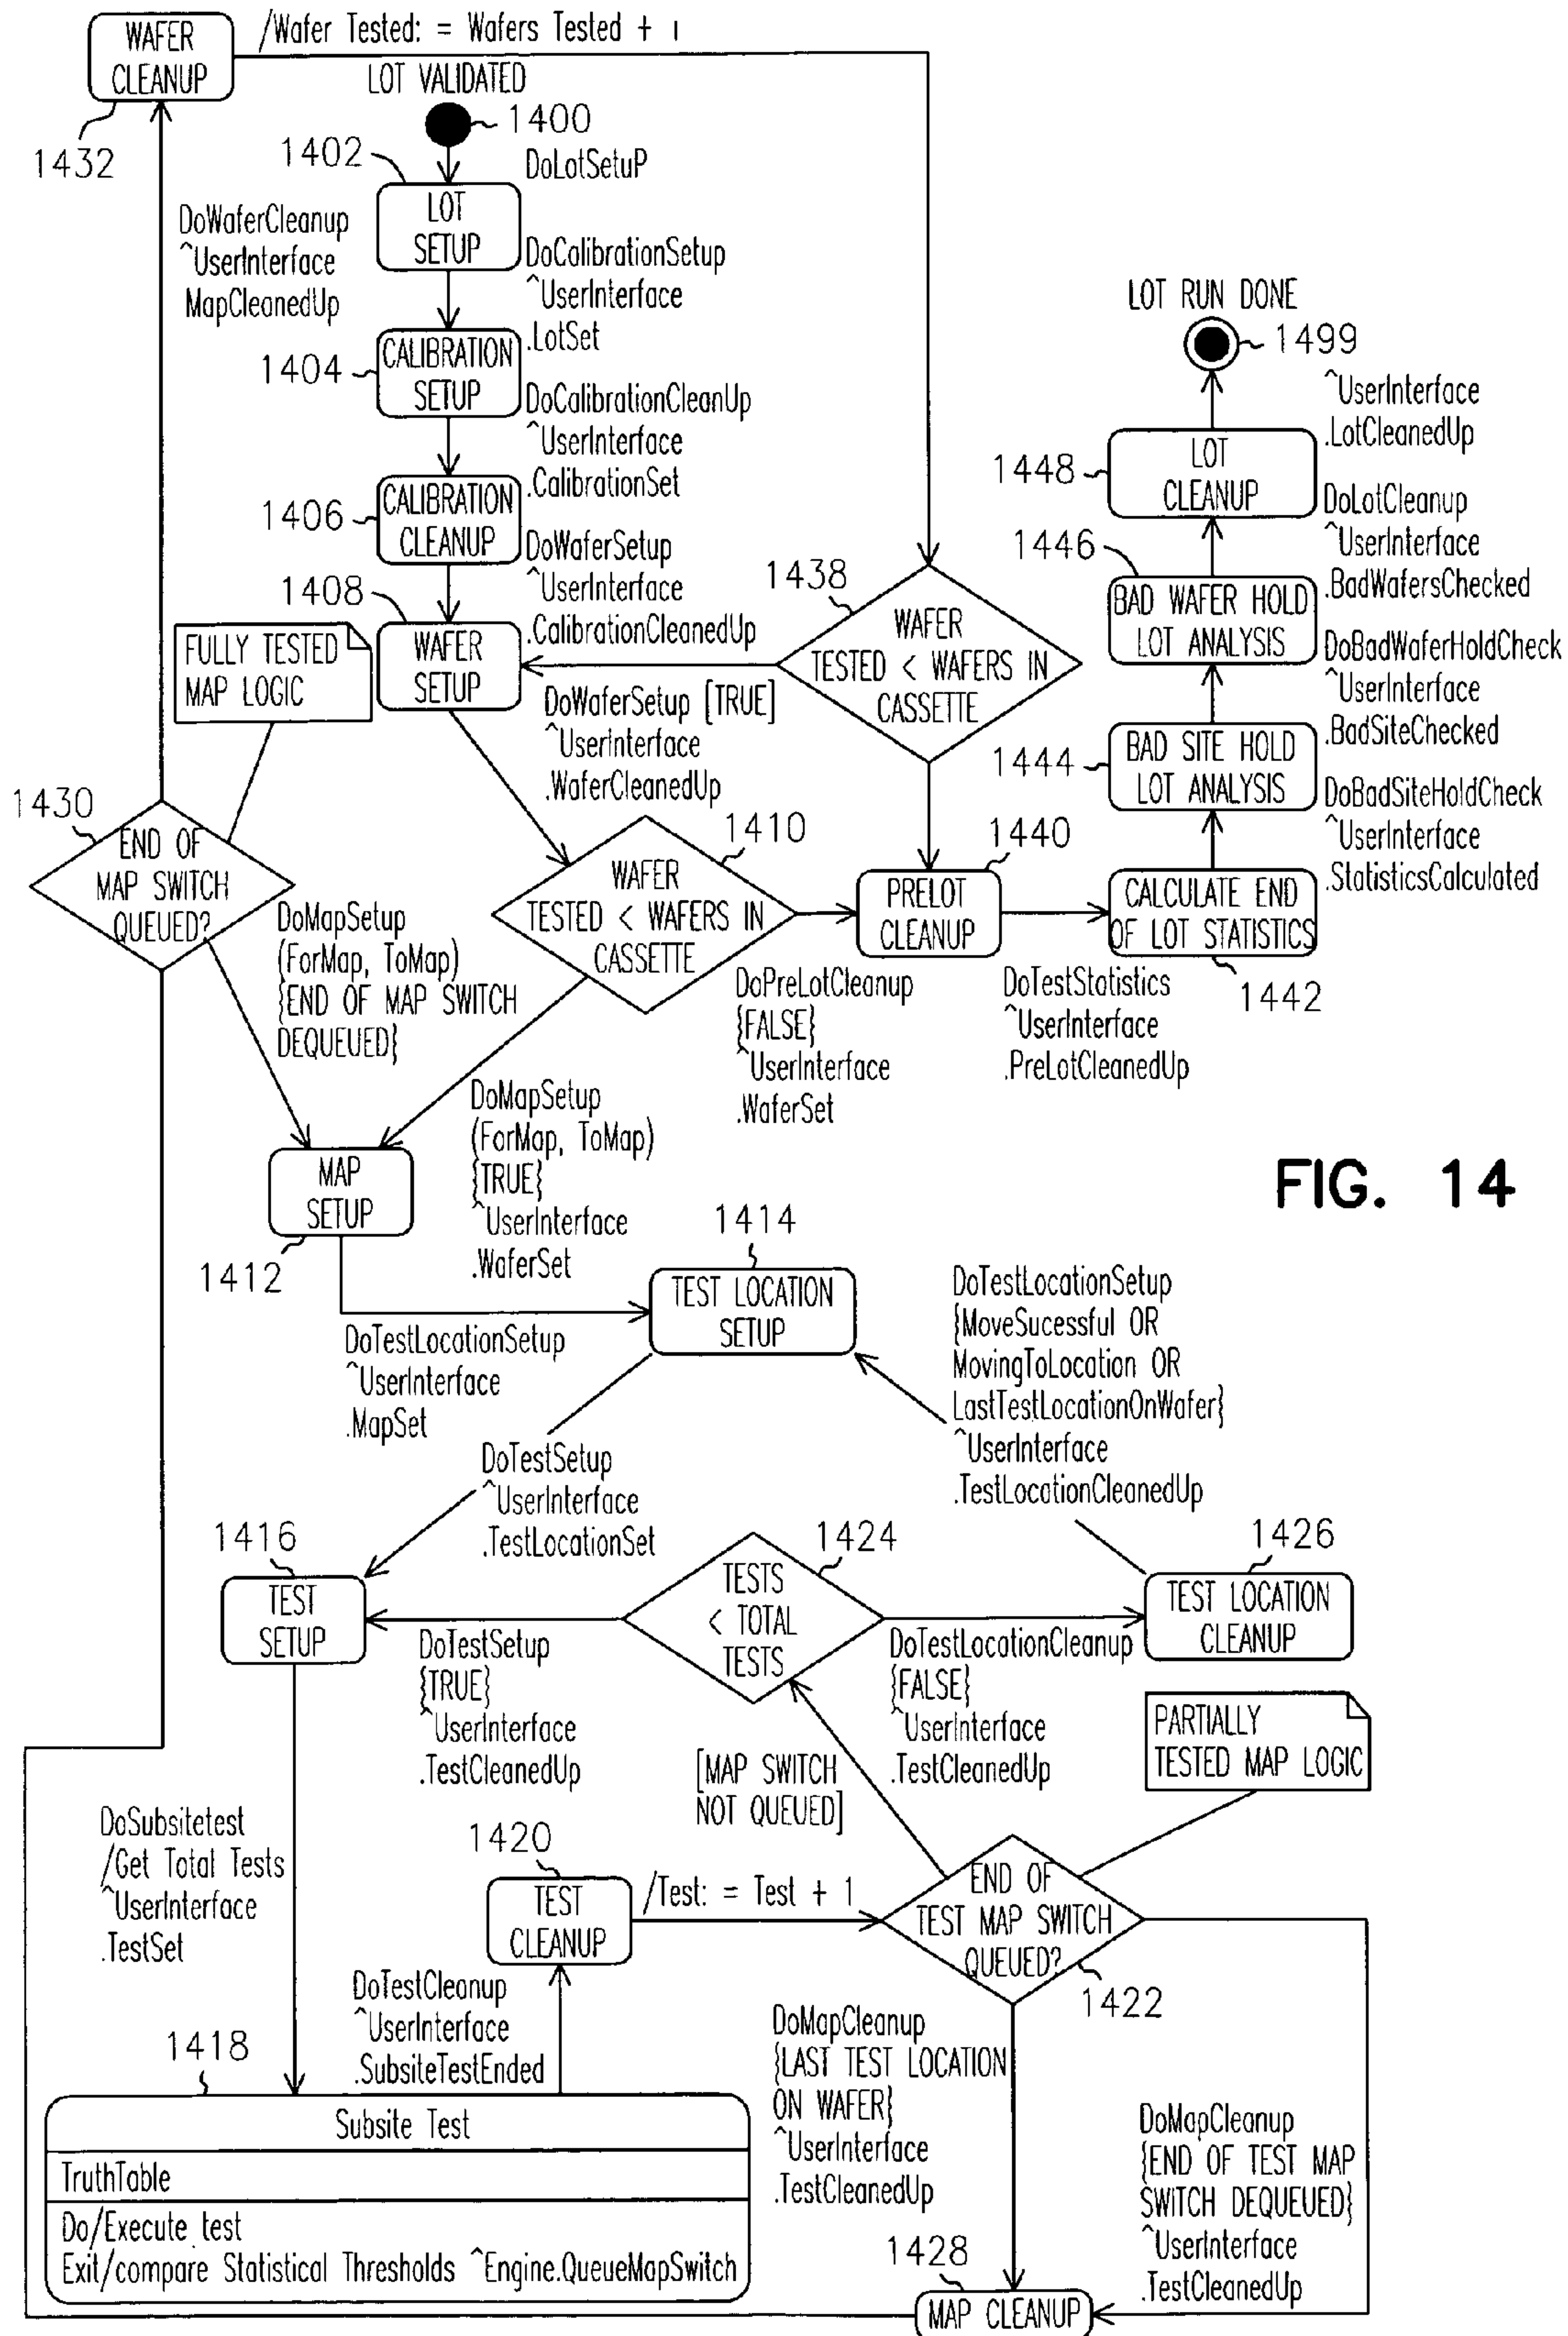 WAFER
CLEANUP
/Wafer Tested: = Wafers Tested + 1
1432
LOT VALIDATED
1400
DoLotSetuP
1402
LOT
SETUP
DoWaferCleanup
^UserInterface
MapCleanedUp
DoCalibrationSetup
^UserInterface
.LotSet
1404
CALIBRATION
SETUP
DoCalibrationCleanUp
^UserInterface
.CalibrationSet
1406
CALIBRATION
CLEANUP
DoWaferSetup
^UserInterface
.CalibrationCleanedUp
1408
WAFER
SETUP
FULLY TESTED
MAP LOGIC
DoWaferSetup [TRUE]
^UserInterface
.WaferCleanedUp
1438
WAFER
TESTED < WAFERS IN
CASSETTE
LOT RUN DONE
1499
^UserInterface
.LotCleanedUp
1448
LOT
CLEANUP
DoLotCleanup
^UserInterface
.BadWafersChecked
1446
BAD WAFER HOLD
LOT ANALYSIS
DoBadWaferHoldCheck
^UserInterface
.BadSiteChecked
1444
BAD SITE HOLD
LOT ANALYSIS
DoBadSiteHoldCheck
^UserInterface
.StatisticsCalculated
1430
END OF
MAP SWITCH
QUEUED?
DoMapSetup
(ForMap, ToMap)
{END OF MAP SWITCH
DEQUEUED}
1410
WAFER
TESTED < WAFERS IN
CASSETTE
1440
PRELOT
CLEANUP
CALCULATE END
OF LOT STATISTICS
1442
DoPreLotCleanup
{FALSE}
^UserInterface
.WaferSet
DoTestStatistics
^UserInterface
.PreLotCleanedUp
DoMapSetup
(ForMap, ToMap)
{TRUE}
^UserInterface
.WaferSet
MAP
SETUP
1412
FIG. 14
1414
TEST LOCATION
SETUP
DoTestLocationSetup
^UserInterface
.MapSet
DoTestLocationSetup
{MoveSucessful OR
MovingToLocation OR
LastTestLocationOnWafer}
^UserInterface
.TestLocationCleanedUp
DoTestSetup
^UserInterface
.TestLocationSet
1416
TEST
SETUP
1424
TESTS
< TOTAL
TESTS
1426
TEST LOCATION
CLEANUP
DoTestSetup
{TRUE}
^UserInterface
.TestCleanedUp
DoTestLocationCleanup
{FALSE}
^UserInterface
.TestCleanedUp
[MAP SWITCH
NOT QUEUED]
PARTIALLY
TESTED MAP LOGIC
DoSubsitetest
/Get Total Tests
^UserInterface
.TestSet
1420
TEST
CLEANUP
/Test: = Test + 1
END OF
TEST MAP SWITCH
QUEUED?
1422
DoTestCleanup
^UserInterface
.SubsiteTestEnded
DoMapCleanup
{LAST TEST LOCATION
ON WAFER}
^UserInterface
.TestCleanedUp
DoMapCleanup
{END OF TEST MAP
SWITCH DEQUEUED}
^UserInterface
.TestCleanedUp
1418
Subsite Test
TruthTable
Do/Execute test
Exit/compare Statistical Thresholds ^Engine.QueueMapSwitch
1428
MAP CLEANUP